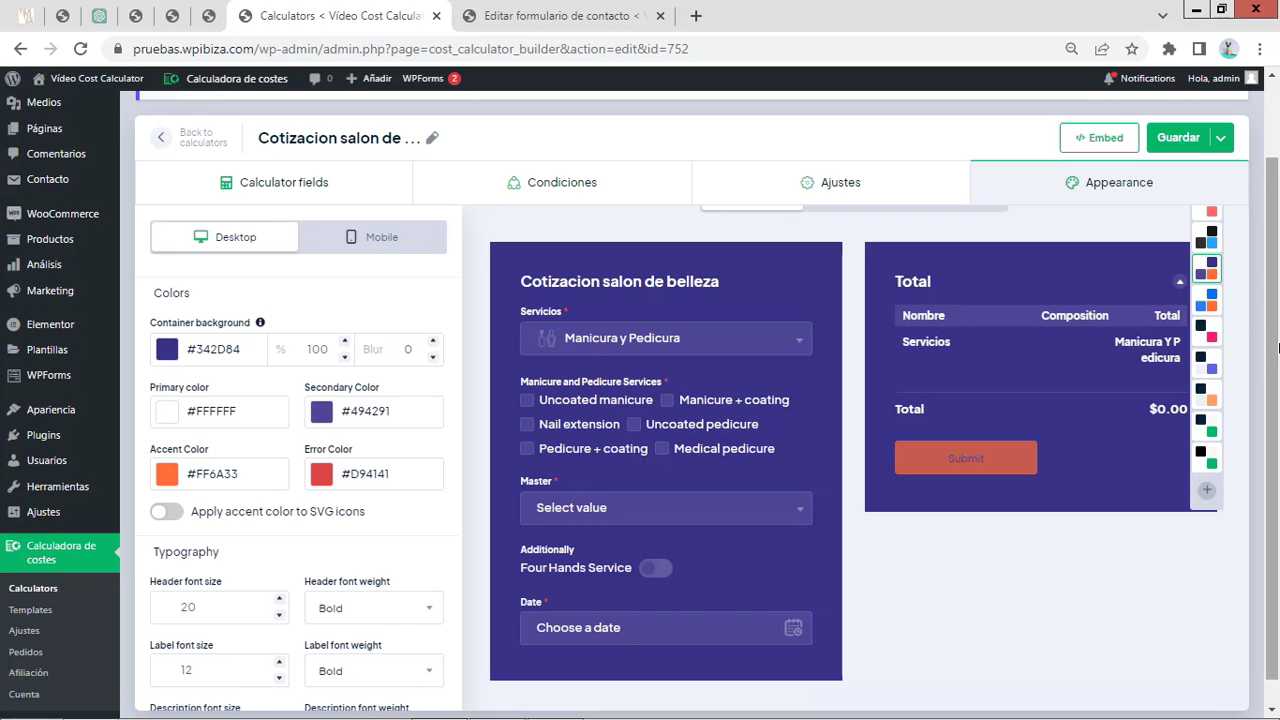 Calculators < Vídeo Cost Calcula
Editar formulario de contacto <
pruebas.wpibiza.com/wp-admin/admin.php?page=cost_calculator_builder&action=edit&id=752
Vídeo Cost Calculator
Calculadora de costes
0
Añadir
WPForms
2
Notifications
Hola, admin
Medios
Páginas
Comentarios
Contacto
WooCommerce
Productos
Análisis
Marketing
Elementor
Plantillas
WPForms
Apariencia
Plugins
Usuarios
Herramientas
Ajustes
Calculadora de
costes
Calculators
Templates
Ajustes
Pedidos
Afiliación
Cuenta
Back to
calculators
Cotizacion salon de ...
</> Embed
Guardar
Calculator fields
Condiciones
Ajustes
Appearance
Desktop
Mobile
Colors
Container background
#342D84
% 100
Blur 0
Primary color
Secondary Color
#FFFFFF
#494291
Accent Color
Error Color
#FF6A33
#D94141
Apply accent color to SVG icons
Typography
Header font size
Header font weight
20
Bold
Label font size
Label font weight
12
Bold
Description font size
Description font weight
Cotizacion salon de belleza
Servicios *
Manicura y Pedicura
Manicure and Pedicure Services *
Uncoated manicure
Manicure + coating
Nail extension
Uncoated pedicure
Pedicure + coating
Medical pedicure
Master *
Select value
Additionally
Four Hands Service
Date *
Choose a date
Total
Nombre
Composition
Total
Servicios
Manicura Y P
edicura
Total
$0.00
Submit